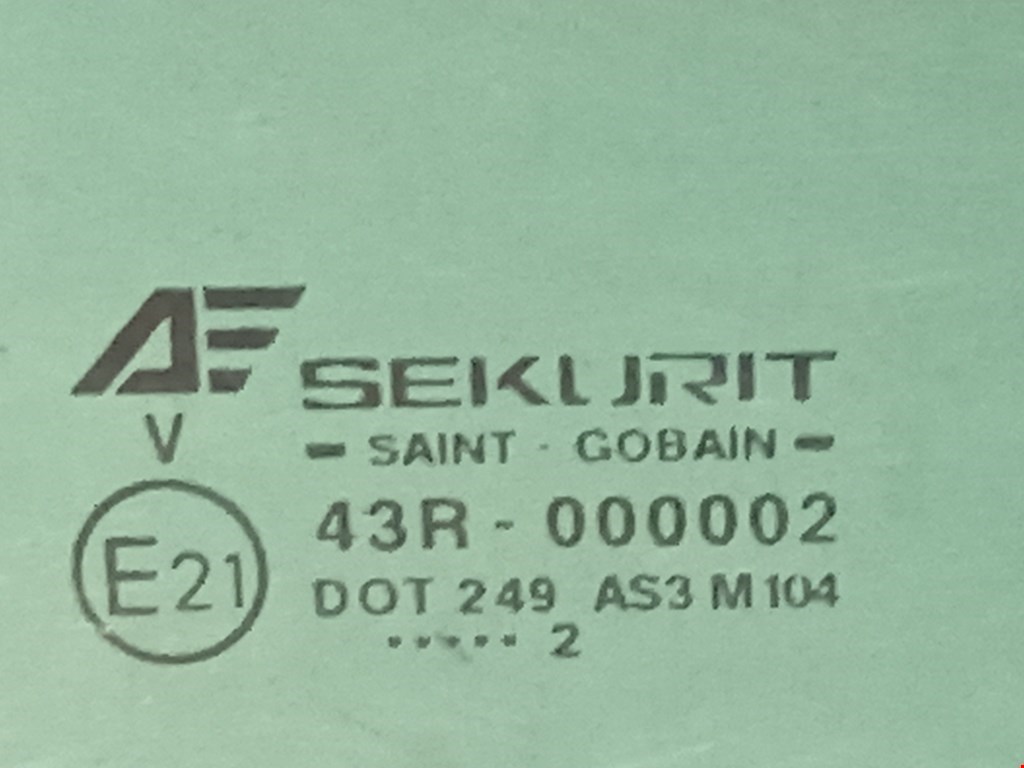 AF
SEKURIT
V
- SAINT · GOBAIN -
E21
43R - 000002
DOT 249 AS3 M104
..... 2